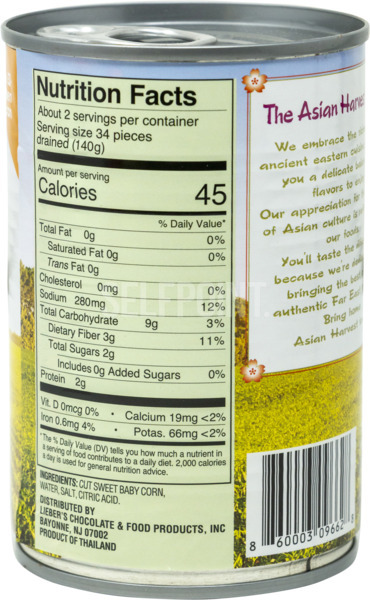 Nutrition Facts
About 2 servings per container
Serving size 34 pieces
drained (140g)
Amount per serving
Calories 45
% Daily Value*
Total Fat 0g 0%
Saturated Fat 0g 0%
Trans Fat 0g
Cholesterol 0mg 0%
Sodium 280mg 12%
Total Carbohydrate 9g 3%
Dietary Fiber 3g 11%
Total Sugars 2g
Includes 0g Added Sugars 0%
Protein 2g
Vit. D 0mcg 0% • Calcium 19mg <2%
Iron 0.6mg 4% • Potas. 66mg <2%
*The % Daily Value (DV) tells you how much a nutrient in
a serving of food contributes to a daily diet. 2,000 calories
a day is used for general nutrition advice.
INGREDIENTS: CUT SWEET BABY CORN,
WATER, SALT, CITRIC ACID.
DISTRIBUTED BY
LIEBER'S CHOCOLATE & FOOD PRODUCTS, INC
BAYONNE, NJ 07002
PRODUCT OF THAILAND
The Asian Harves
We embrace the
ancient eastern
you a delicate
flavors to
Our appreciation for
of Asian culture is
our food
You'll taste the
because we're
bringing the
authentic Far
Bring home
Asian Harvest
8 60003 09662 8